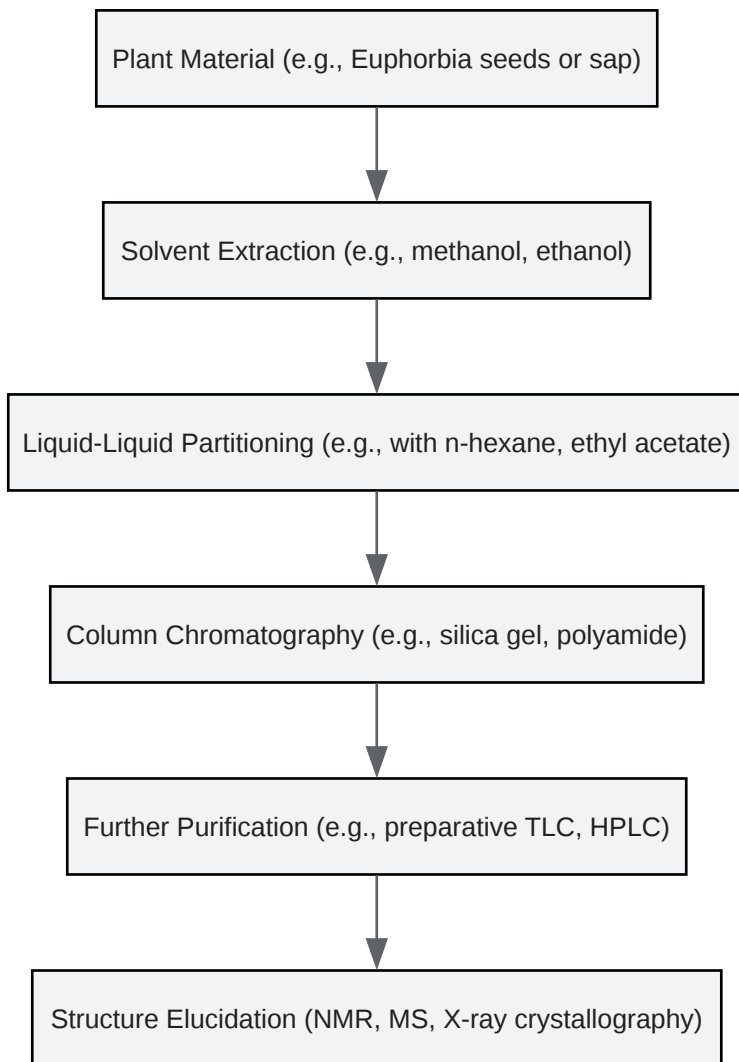 Plant Material (e.g., Euphorbia seeds or sap)
Solvent Extraction (e.g., methanol, ethanol)
Liquid-Liquid Partitioning (e.g., with n-hexane, ethyl acetate)
Column Chromatography (e.g., silica gel, polyamide)
Further Purification (e.g., preparative TLC, HPLC)
Structure Elucidation (NMR, MS, X-ray crystallography)